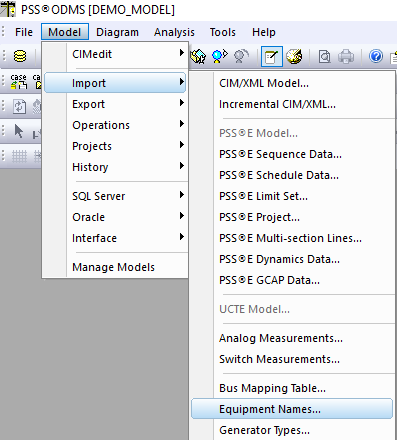 PSS®ODMS [DEMO_MODEL]
File Model Diagram Analysis Tools Help
CIMedit
Import
Export
Operations
Projects
History
SQL Server
Oracle
Interface
Manage Models
CIM/XML Model...
Incremental CIM/XML...
PSS®E Model...
PSS®E Sequence Data...
PSS®E Schedule Data...
PSS®E Limit Set...
PSS®E Project...
PSS®E Multi-section Lines...
PSS®E Dynamics Data...
PSS®E GCAP Data...
UCTE Model...
Analog Measurements...
Switch Measurements...
Bus Mapping Table...
Equipment Names...
Generator Types...
case